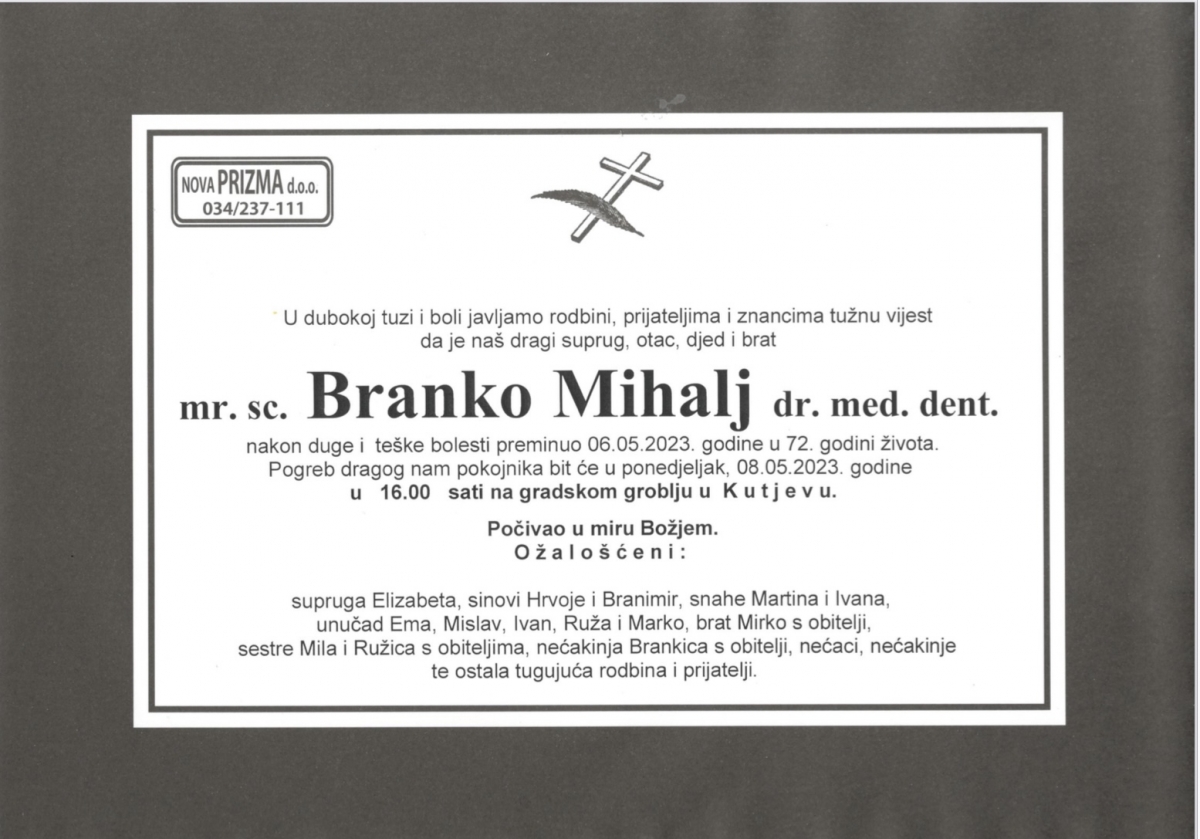 NOVA PRIZMA d.o.o.
034/237-111
U dubokoj tuzi i boli javljamo rodbini, prijateljima i znancima tužnu vijest
da je naš dragi suprug, otac, djed i brat
mr. sc. Branko Mihalj dr. med. dent.
nakon duge i teške bolesti preminuo 06.05.2023. godine u 72. godini života.
Pogreb dragog nam pokojnika bit će u ponedjeljak, 08.05.2023. godine
u 16.00 sati na gradskom groblju u K u t j e v u.
Počivao u miru Božjem.
O ž a l o š ć e n i :
supruga Elizabeta, sinovi Hrvoje i Branimir, snahe Martina i Ivana,
unučad Ema, Mislav, Ivan, Ruža i Marko, brat Mirko s obitelji,
sestre Mila i Ružica s obiteljima, nećakinja Brankica s obitelji, nećaci, nećakinje
te ostala tugujuća rodbina i prijatelji.